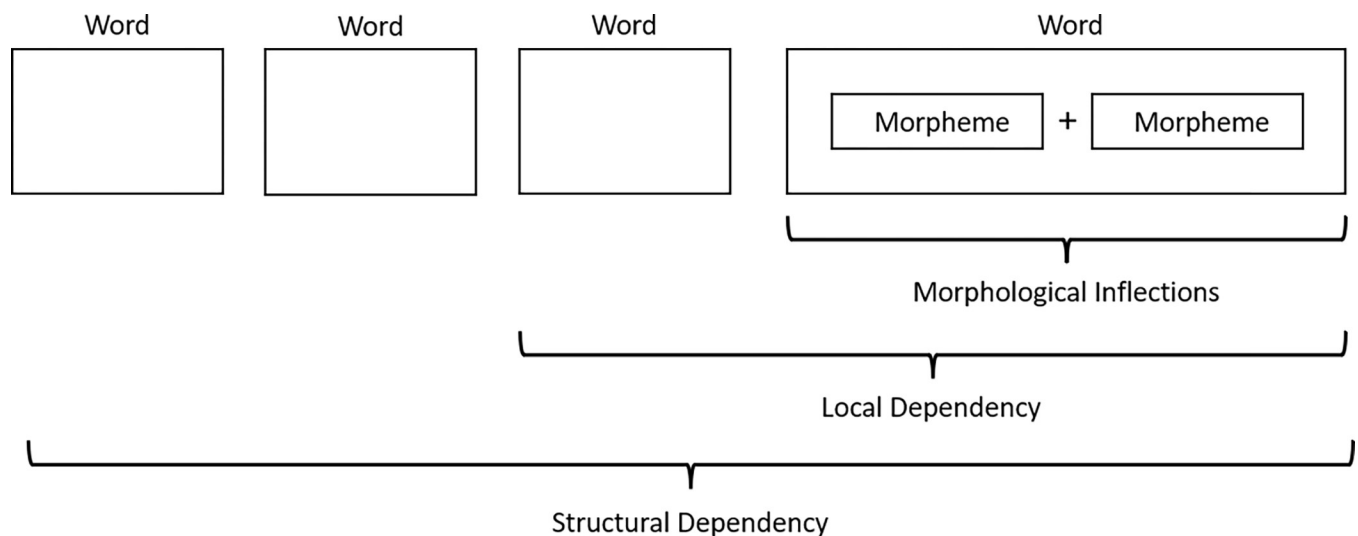 Word Word Word Word
Morpheme + Morpheme
Morphological Inflections
Local Dependency
Structural Dependency